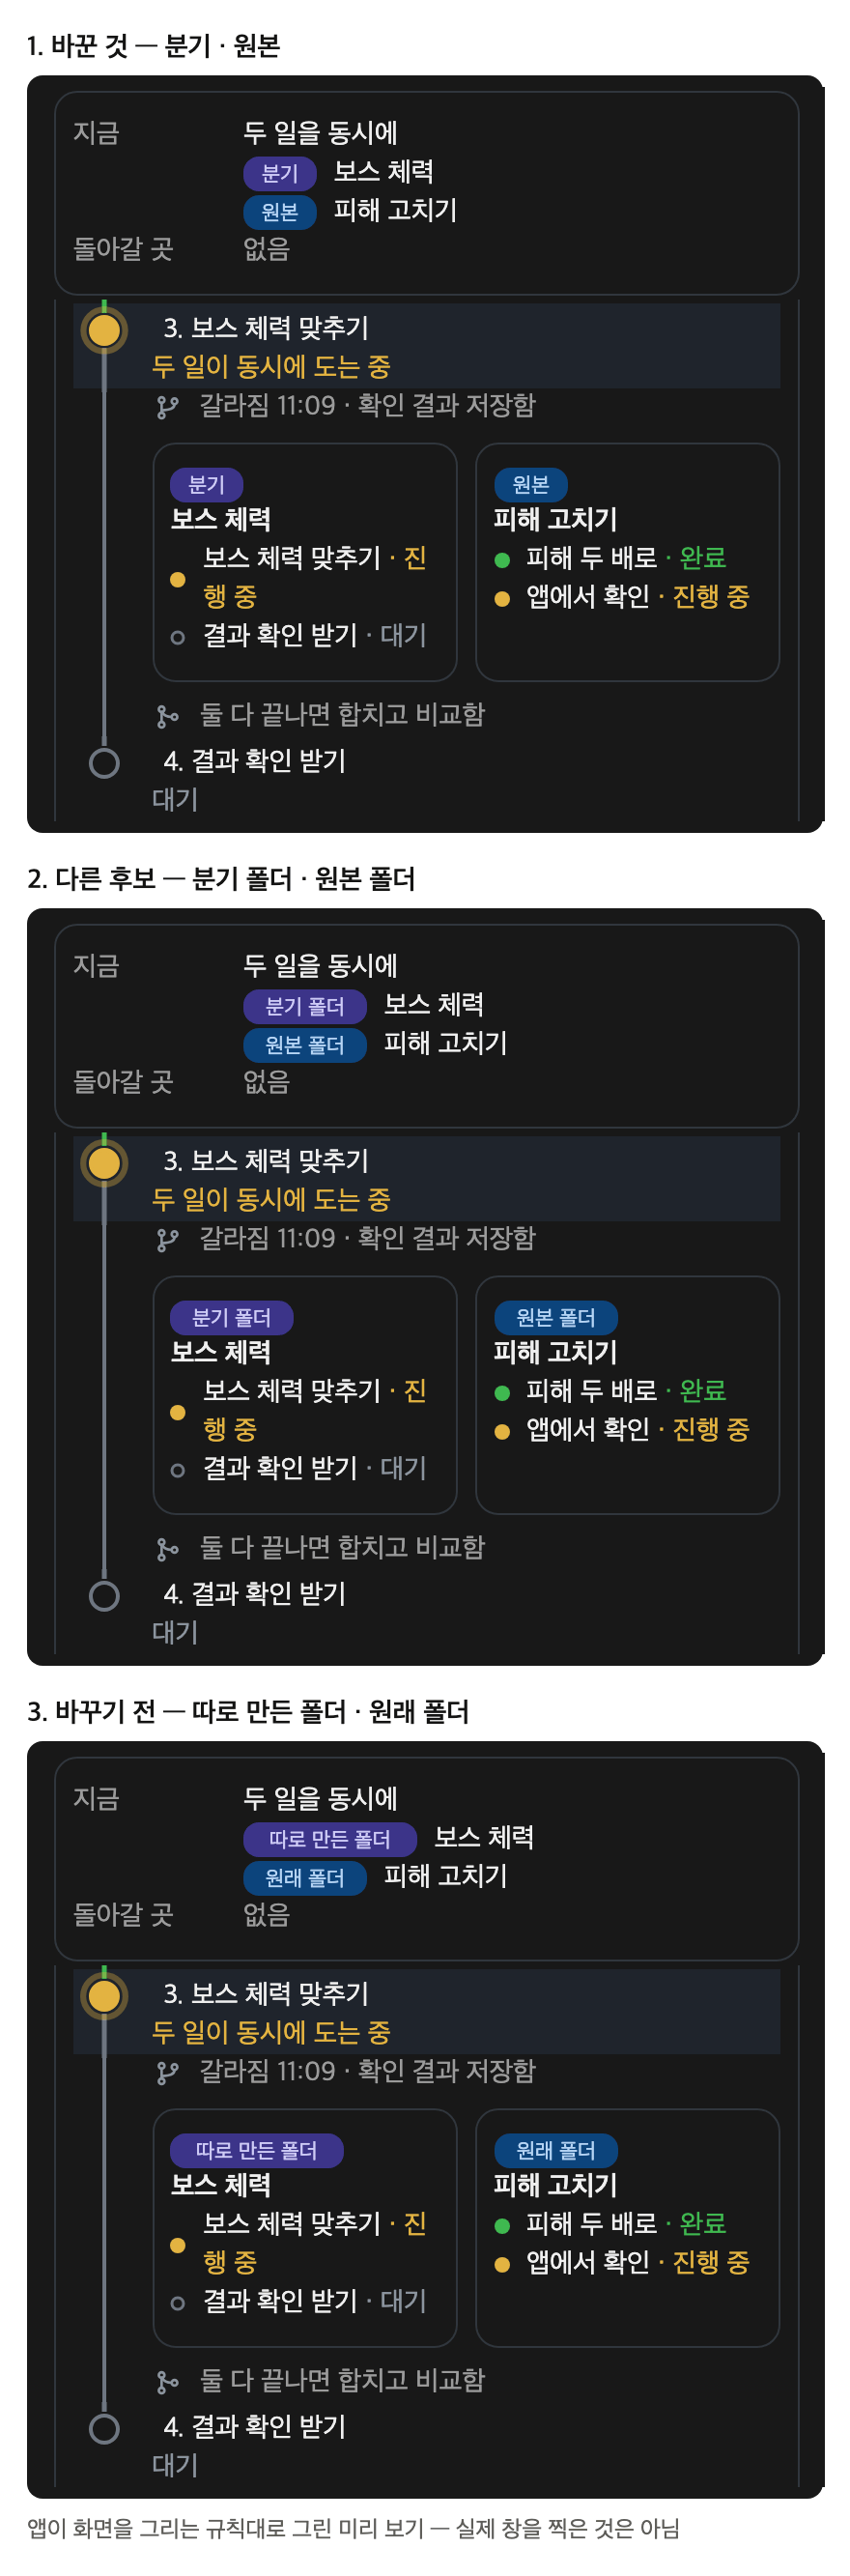 1. 바꾼 것 — 분기 · 원본
지금 두 일을 동시에
분기 보스 체력
원본 피해 고치기
돌아갈 곳 없음
3. 보스 체력 맞추기
두 일이 동시에 도는 중
갈라짐 11:09 · 확인 결과 저장함
분기
보스 체력
보스 체력 맞추기 · 진
행 중
결과 확인 받기 · 대기
원본
피해 고치기
피해 두 배로 · 완료
앱에서 확인 · 진행 중
둘 다 끝나면 합치고 비교함
4. 결과 확인 받기
대기
2. 다른 후보 — 분기 폴더 · 원본 폴더
지금 두 일을 동시에
분기 폴더 보스 체력
원본 폴더 피해 고치기
돌아갈 곳 없음
3. 보스 체력 맞추기
두 일이 동시에 도는 중
갈라짐 11:09 · 확인 결과 저장함
분기 폴더
보스 체력
보스 체력 맞추기 · 진
행 중
결과 확인 받기 · 대기
원본 폴더
피해 고치기
피해 두 배로 · 완료
앱에서 확인 · 진행 중
둘 다 끝나면 합치고 비교함
4. 결과 확인 받기
대기
3. 바꾸기 전 — 따로 만든 폴더 · 원래 폴더
지금 두 일을 동시에
따로 만든 폴더 보스 체력
원래 폴더 피해 고치기
돌아갈 곳 없음
3. 보스 체력 맞추기
두 일이 동시에 도는 중
갈라짐 11:09 · 확인 결과 저장함
따로 만든 폴더
보스 체력
보스 체력 맞추기 · 진
행 중
결과 확인 받기 · 대기
원래 폴더
피해 고치기
피해 두 배로 · 완료
앱에서 확인 · 진행 중
둘 다 끝나면 합치고 비교함
4. 결과 확인 받기
대기
앱이 화면을 그리는 규칙대로 그린 미리 보기 — 실제 창을 찍은 것은 아님